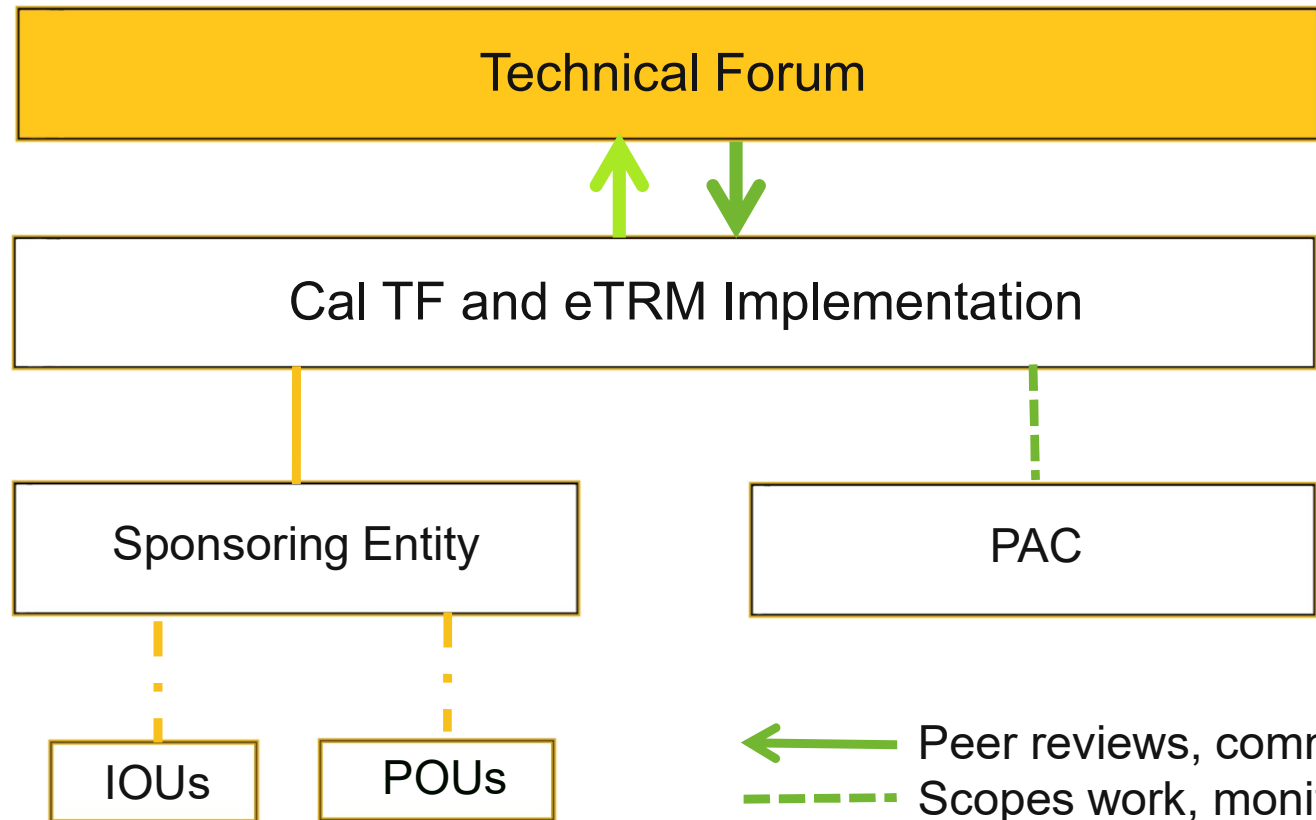 Technical Forum
Cal TF and eTRM Implementation
Sponsoring Entity
PAC
IOUs
POUs
Peer reviews,
Scopes work,